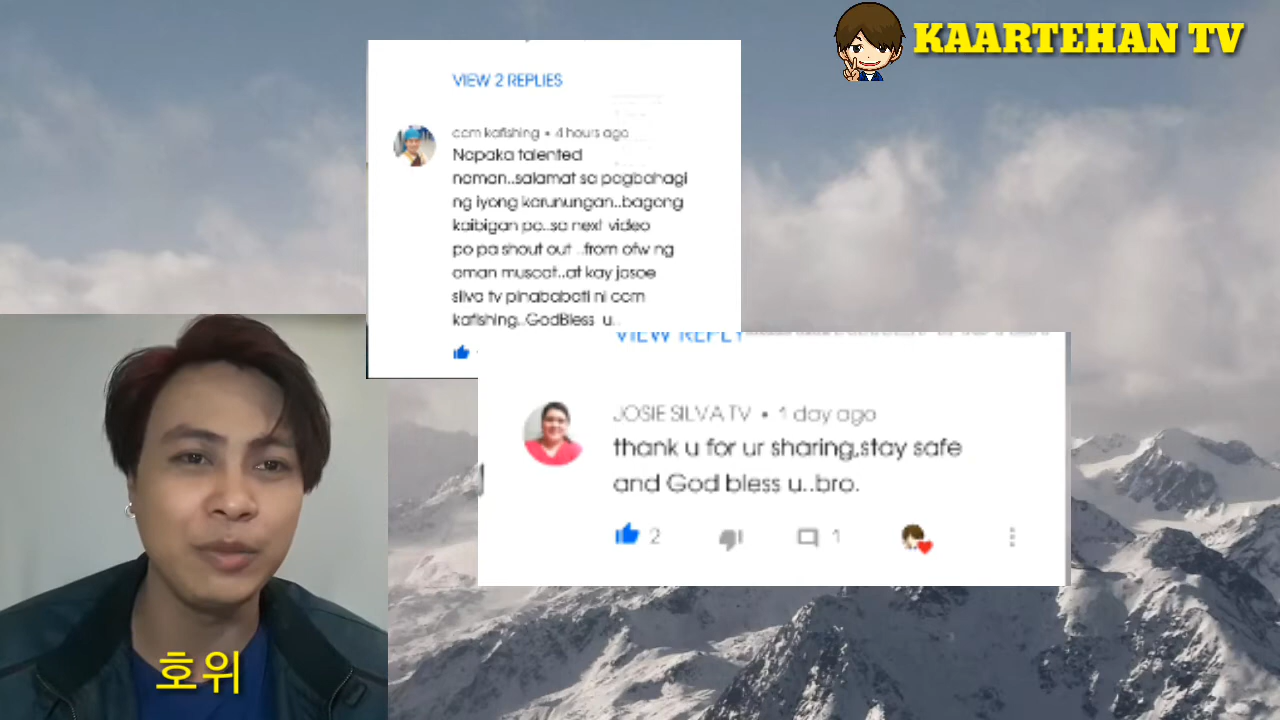 KAARTEHAN TV
VIEW 2 REPLIES
ccm kafishing • 4 hours ago
Napaka talented
naman..salamat sa pagbahagi
ng iyong karunungan..bagong
kaibigan po..sa next video
po pa shout out ..from ofw ng
oman muscat..at kay josoe
silva tv pinababati ni ccm
kafishing..GodBless u..
VIEW REPLY
JOSIE SILVA TV • 1 day ago
thank u for ur sharing,stay safe
and God bless u..bro.
2 1
호위